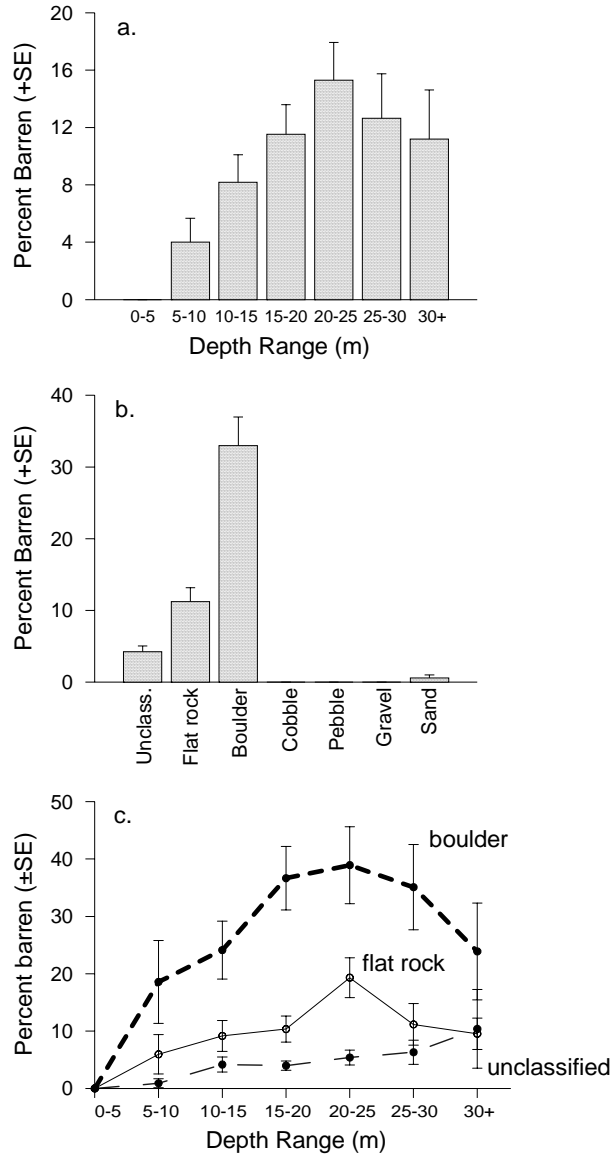 a.
Percent Barren (+SE)
20
16
12
8
4
0
0-5 5-10 10-15 15-20 20-25 25-30 30+
Depth Range (m)
b.
Percent Barren (+SE)
40
30
20
10
0
Unclass. Flat rock Boulder Cobble Pebble Gravel Sand
c.
Percent barren (±SE)
50
40
30
20
10
0
boulder
flat rock
unclassified
0-5 5-10 10-15 15-20 20-25 25-30 30+
Depth Range (m)